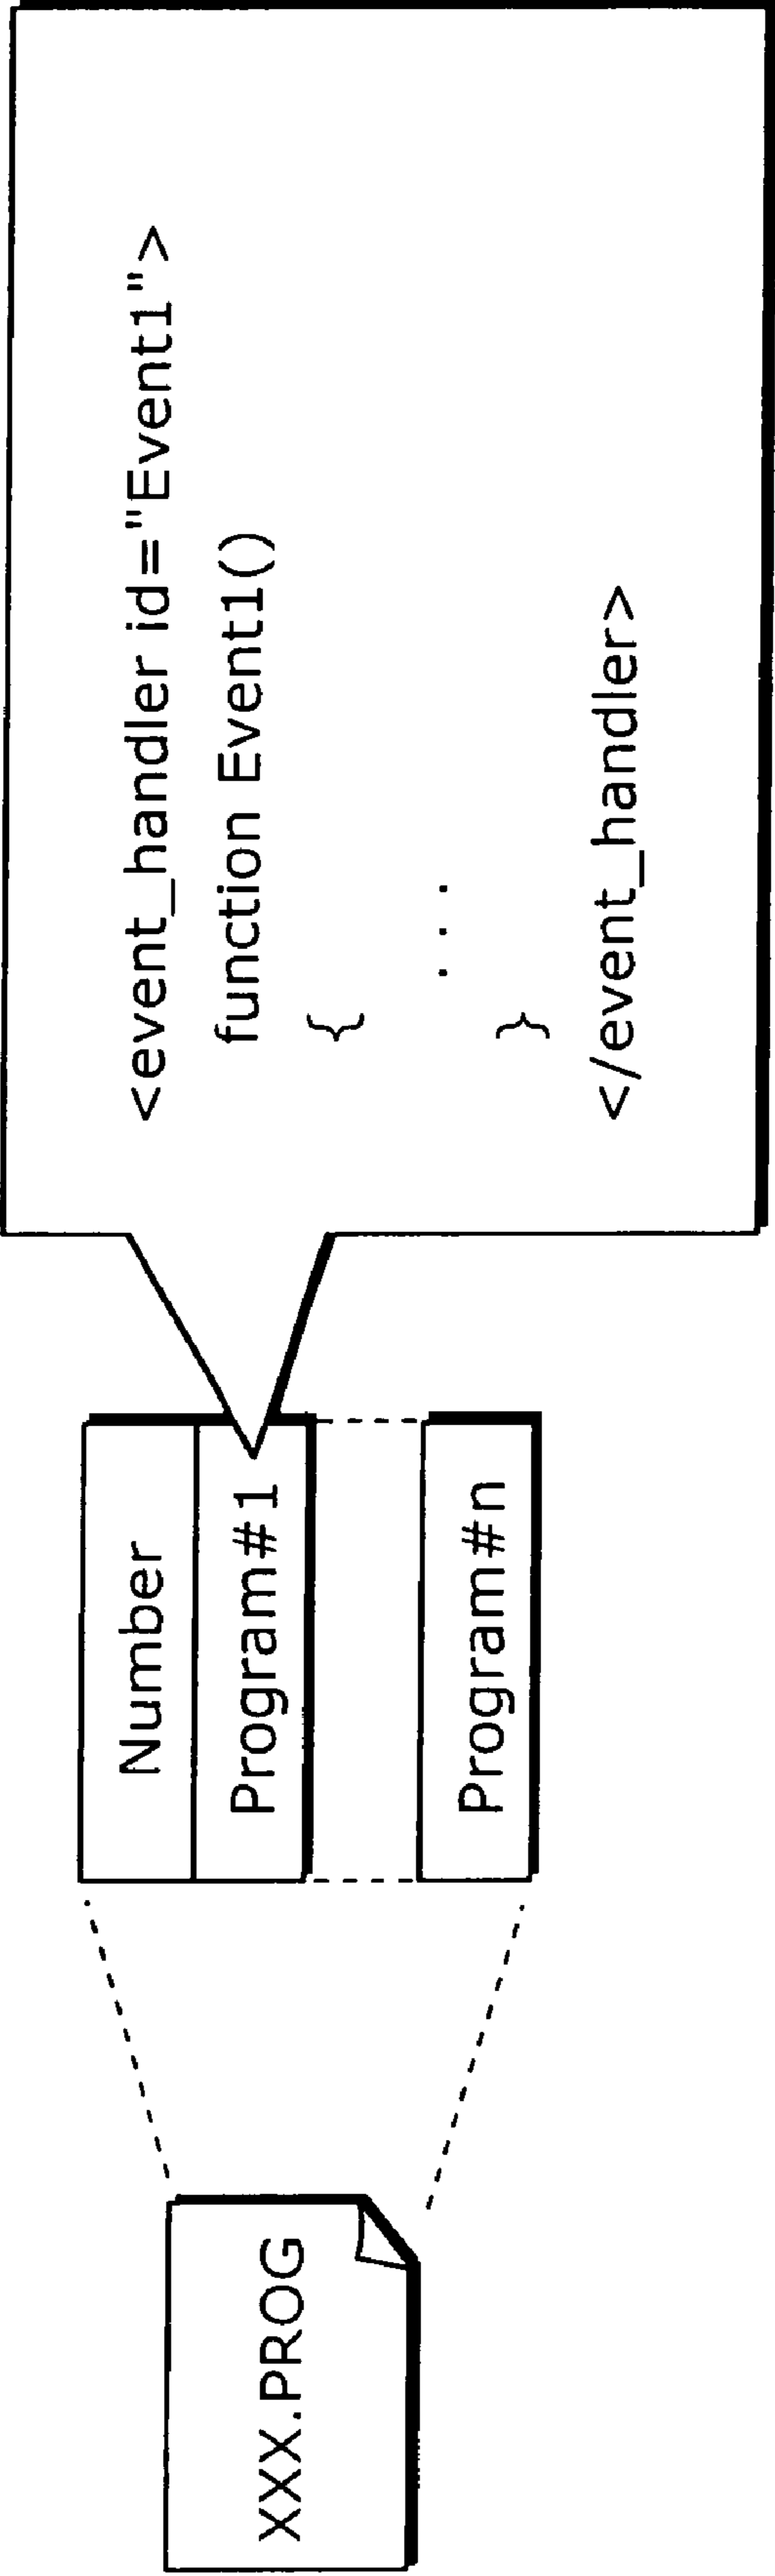 XXX.PROG
Number
Program#1
Program#n
<event_handler id="Event1">
function Event1()
{
...
}
</event_handler>